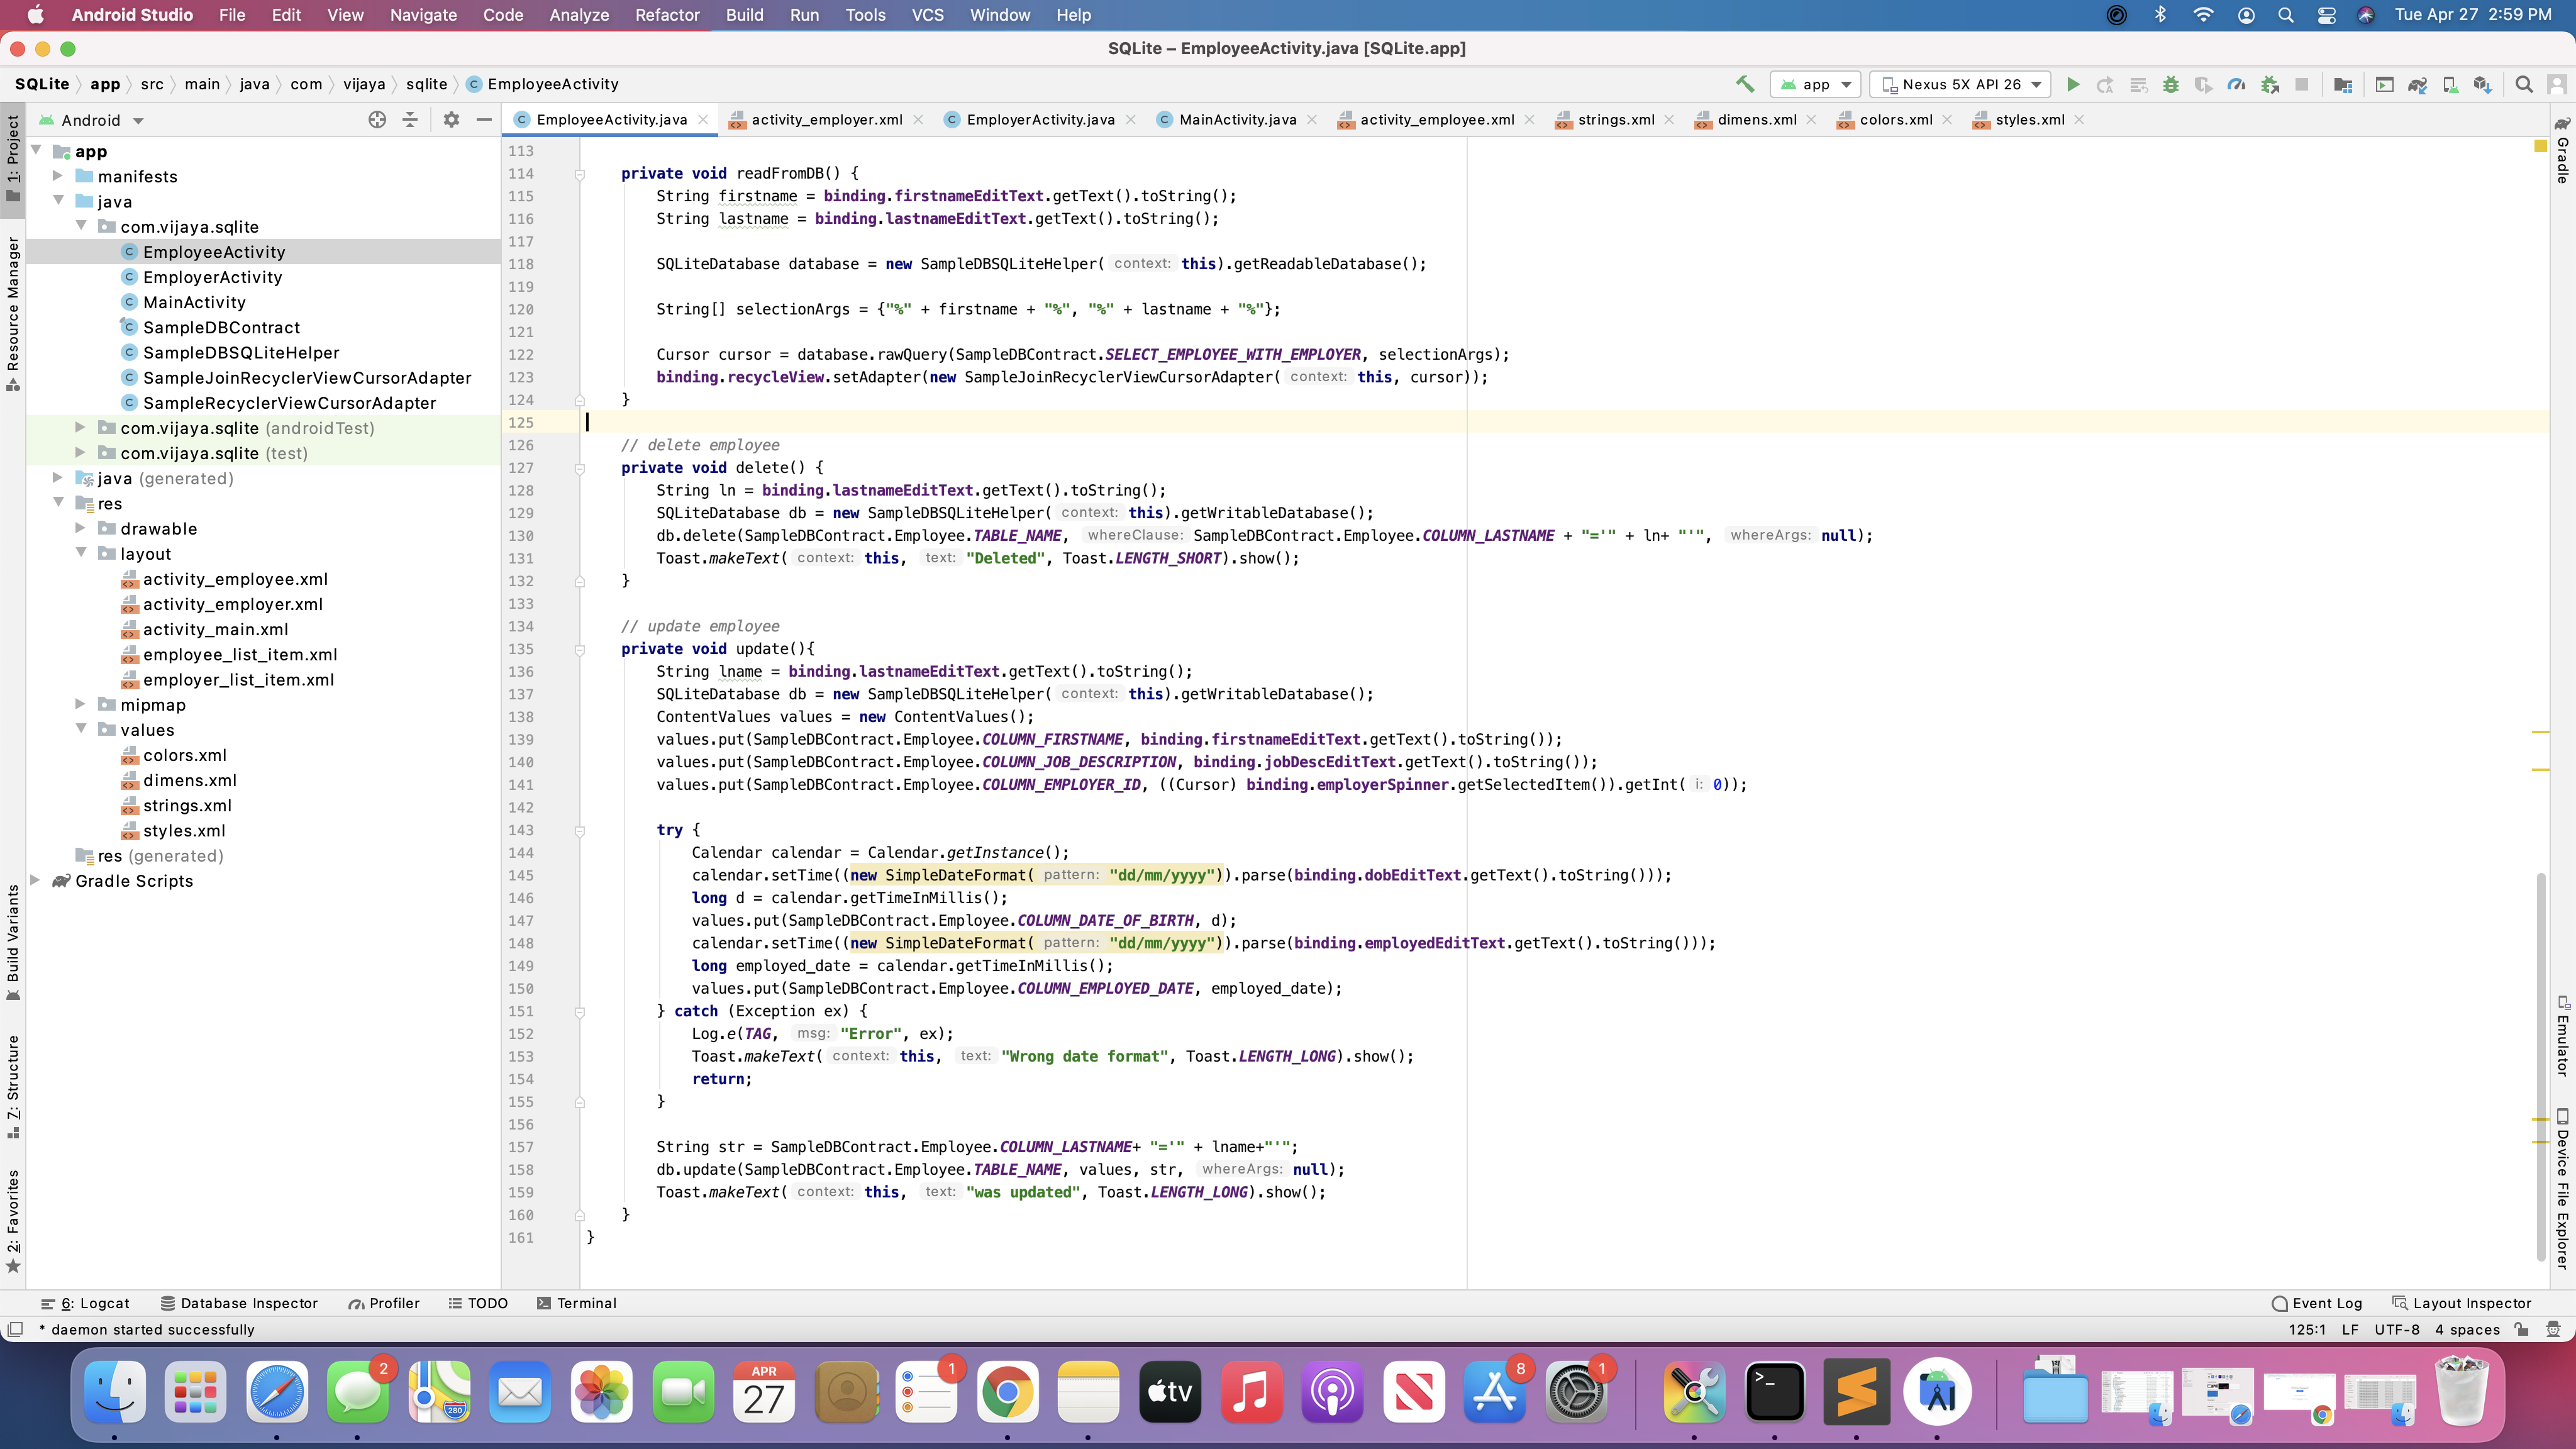 Android Studio File Edit View Navigate Code Analyze Refactor Build Run Tools VCS Window Help Tue Apr 27 2:59 PM
SQLite – EmployeeActivity.java [SQLite.app]
SQLite app src main java com vijaya sqlite EmployeeActivity app Nexus 5X API 26
Android
EmployeeActivity.java activity_employer.xml EmployerActivity.java MainActivity.java activity_employee.xml strings.xml dimens.xml colors.xml styles.xml
1: Project
Resource Manager
Build Variants
7: Structure
2: Favorites
app
manifests
java
com.vijaya.sqlite
EmployeeActivity
EmployerActivity
MainActivity
SampleDBContract
SampleDBSQLiteHelper
SampleJoinRecyclerViewCursorAdapter
SampleRecyclerViewCursorAdapter
com.vijaya.sqlite (androidTest)
com.vijaya.sqlite (test)
java (generated)
res
drawable
layout
activity_employee.xml
activity_employer.xml
activity_main.xml
employee_list_item.xml
employer_list_item.xml
mipmap
values
colors.xml
dimens.xml
strings.xml
styles.xml
res (generated)
Gradle Scripts
113
114 private void readFromDB() {
115 String firstname = binding.firstnameEditText.getText().toString();
116 String lastname = binding.lastnameEditText.getText().toString();
117
118 SQLiteDatabase database = new SampleDBSQLiteHelper( context: this).getReadableDatabase();
119
120 String[] selectionArgs = {"%" + firstname + "%", "%" + lastname + "%"};
121
122 Cursor cursor = database.rawQuery(SampleDBContract.SELECT_EMPLOYEE_WITH_EMPLOYER, selectionArgs);
123 binding.recycleView.setAdapter(new SampleJoinRecyclerViewCursorAdapter( context: this, cursor));
124 }
125
126 // delete employee
127 private void delete() {
128 String ln = binding.lastnameEditText.getText().toString();
129 SQLiteDatabase db = new SampleDBSQLiteHelper( context: this).getWritableDatabase();
130 db.delete(SampleDBContract.Employee.TABLE_NAME, whereClause: SampleDBContract.Employee.COLUMN_LASTNAME + "='" + ln+ "'", whereArgs: null);
131 Toast.makeText( context: this, text: "Deleted", Toast.LENGTH_SHORT).show();
132 }
133
134 // update employee
135 private void update(){
136 String lname = binding.lastnameEditText.getText().toString();
137 SQLiteDatabase db = new SampleDBSQLiteHelper( context: this).getWritableDatabase();
138 ContentValues values = new ContentValues();
139 values.put(SampleDBContract.Employee.COLUMN_FIRSTNAME, binding.firstnameEditText.getText().toString());
140 values.put(SampleDBContract.Employee.COLUMN_JOB_DESCRIPTION, binding.jobDescEditText.getText().toString());
141 values.put(SampleDBContract.Employee.COLUMN_EMPLOYER_ID, ((Cursor) binding.employerSpinner.getSelectedItem()).getInt( i: 0));
142
143 try {
144 Calendar calendar = Calendar.getInstance();
145 calendar.setTime((new SimpleDateFormat( pattern: "dd/mm/yyyy")).parse(binding.dobEditText.getText().toString()));
146 long d = calendar.getTimeInMillis();
147 values.put(SampleDBContract.Employee.COLUMN_DATE_OF_BIRTH, d);
148 calendar.setTime((new SimpleDateFormat( pattern: "dd/mm/yyyy")).parse(binding.employedEditText.getText().toString()));
149 long employed_date = calendar.getTimeInMillis();
150 values.put(SampleDBContract.Employee.COLUMN_EMPLOYED_DATE, employed_date);
151 } catch (Exception ex) {
152 Log.e(TAG, msg: "Error", ex);
153 Toast.makeText( context: this, text: "Wrong date format", Toast.LENGTH_LONG).show();
154 return;
155 }
156
157 String str = SampleDBContract.Employee.COLUMN_LASTNAME+ "='" + lname+"'";
158 db.update(SampleDBContract.Employee.TABLE_NAME, values, str, whereArgs: null);
159 Toast.makeText( context: this, text: "was updated", Toast.LENGTH_LONG).show();
160 }
161 }
Gradle
Emulator
Device File Explorer
6: Logcat Database Inspector Profiler TODO Terminal Event Log Layout Inspector
* daemon started successfully 125:1 LF UTF-8 4 spaces
2 280 APR 27 1 tv 8 1 >_